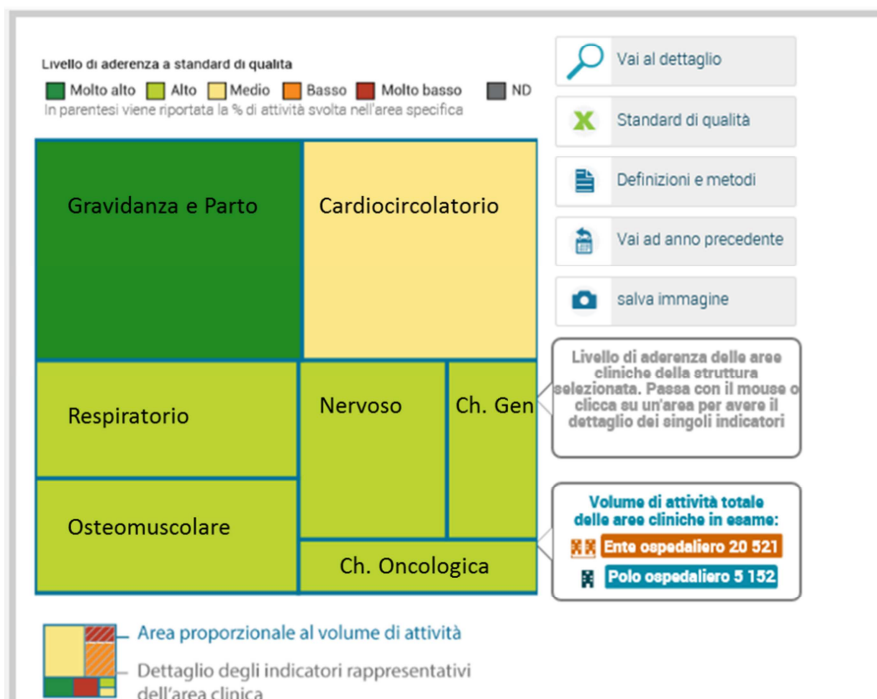 Livello di aderenza a standard di qualità
Molto alto Alto Medio Basso Molto basso ND
In parentesi viene riportata la % di attività svolta nell'area specifica
Gravidanza e Parto
Cardiocircolatorio
Respiratorio
Nervoso
Ch. Gen
Osteomuscolare
Ch. Oncologica
Vai al dettaglio
X Standard di qualità
Definizioni e metodi
Vai ad anno precedente
salva immagine
Livello di aderenza delle aree
cliniche della struttura
selezionata. Passa con il mouse o
clicca su un'area per avere il
dettaglio dei singoli indicatori
Volume di attività totale
delle aree cliniche in esame:
Ente ospedaliero 20 521
Polo ospedaliero 5 152
Area proporzionale al volume di attività
Dettaglio degli indicatori rappresentativi
dell'area clinica